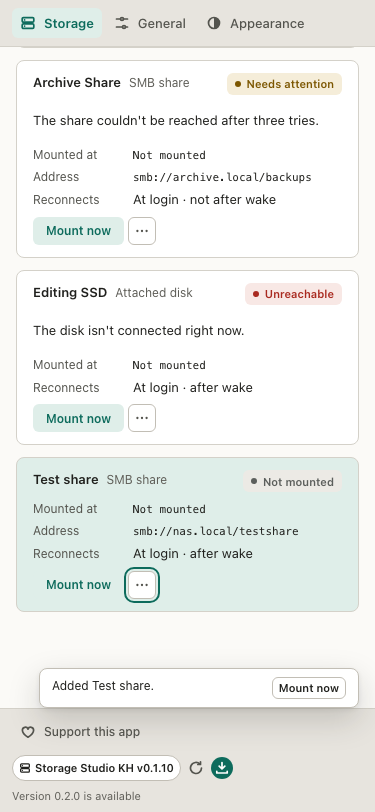 Storage General Appearance
Archive Share SMB share Needs attention
The share couldn't be reached after three tries.
Mounted at Not mounted
Address smb://archive.local/backups
Reconnects At login · not after wake
Mount now ···
Editing SSD Attached disk Unreachable
The disk isn't connected right now.
Mounted at Not mounted
Reconnects At login · after wake
Mount now ···
Test share SMB share Not mounted
Mounted at Not mounted
Address smb://nas.local/testshare
Reconnects At login · after wake
Mount now ···
Added Test share. Mount now
Support this app
Storage Studio KH v0.1.10
Version 0.2.0 is available